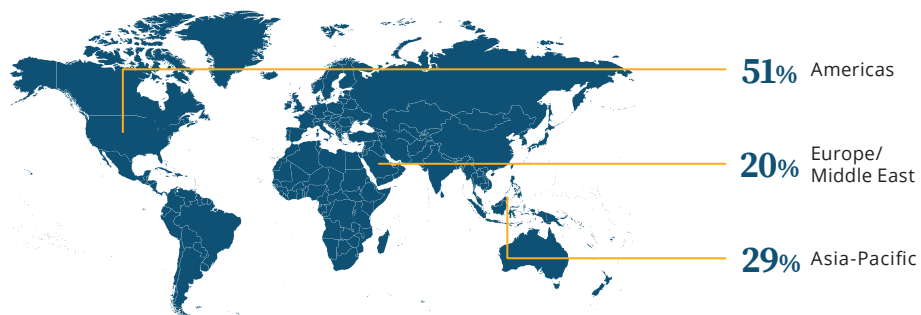 51% Americas
20% Europe/
Middle East
29% Asia-Pacific